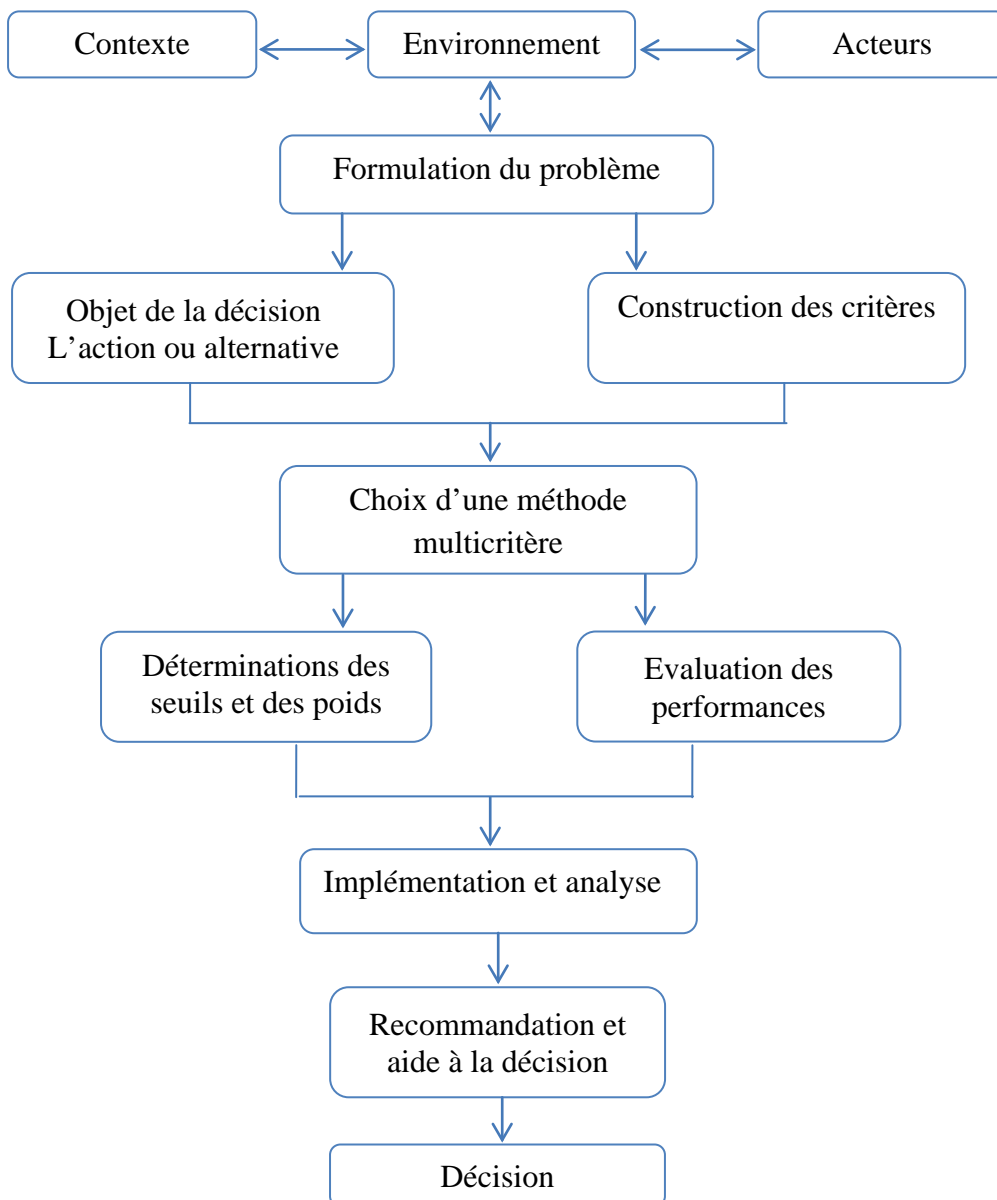 Contexte
Environnement
Acteurs
Formulation du problème
Objet de la décision
L’action ou alternative
Construction des critères
Choix d’une méthode
multicritère
Déterminations des
seuils et des poids
Evaluation des
performances
Implémentation et analyse
Recommandation et
aide à la décision
Décision